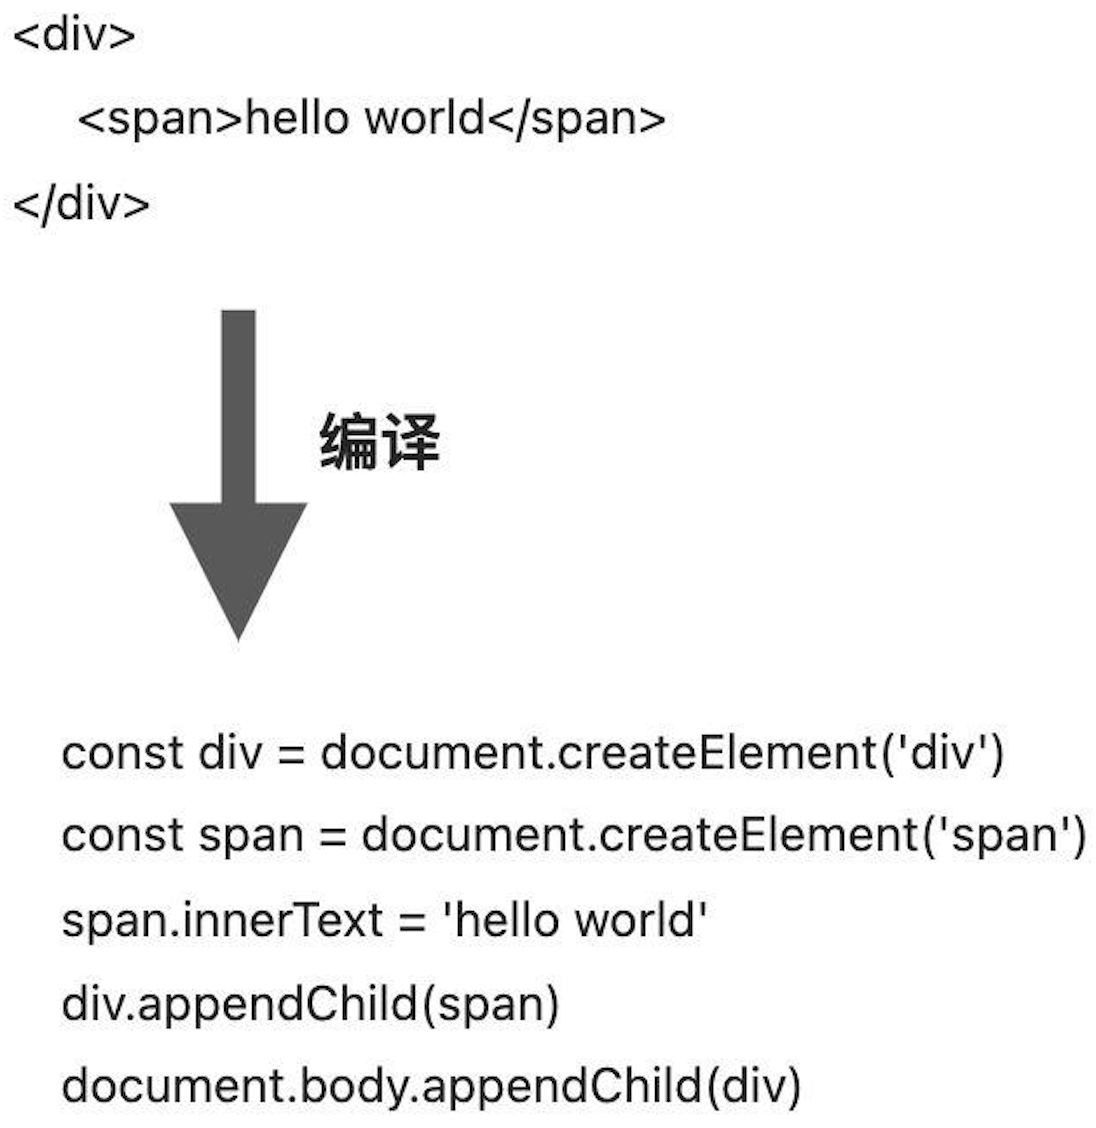 <div>
<span>hello world</span>
</div>
编译
const div = document.createElement('div')
const span = document.createElement('span')
span.innerText = 'hello world'
div.appendChild(span)
document.body.appendChild(div)